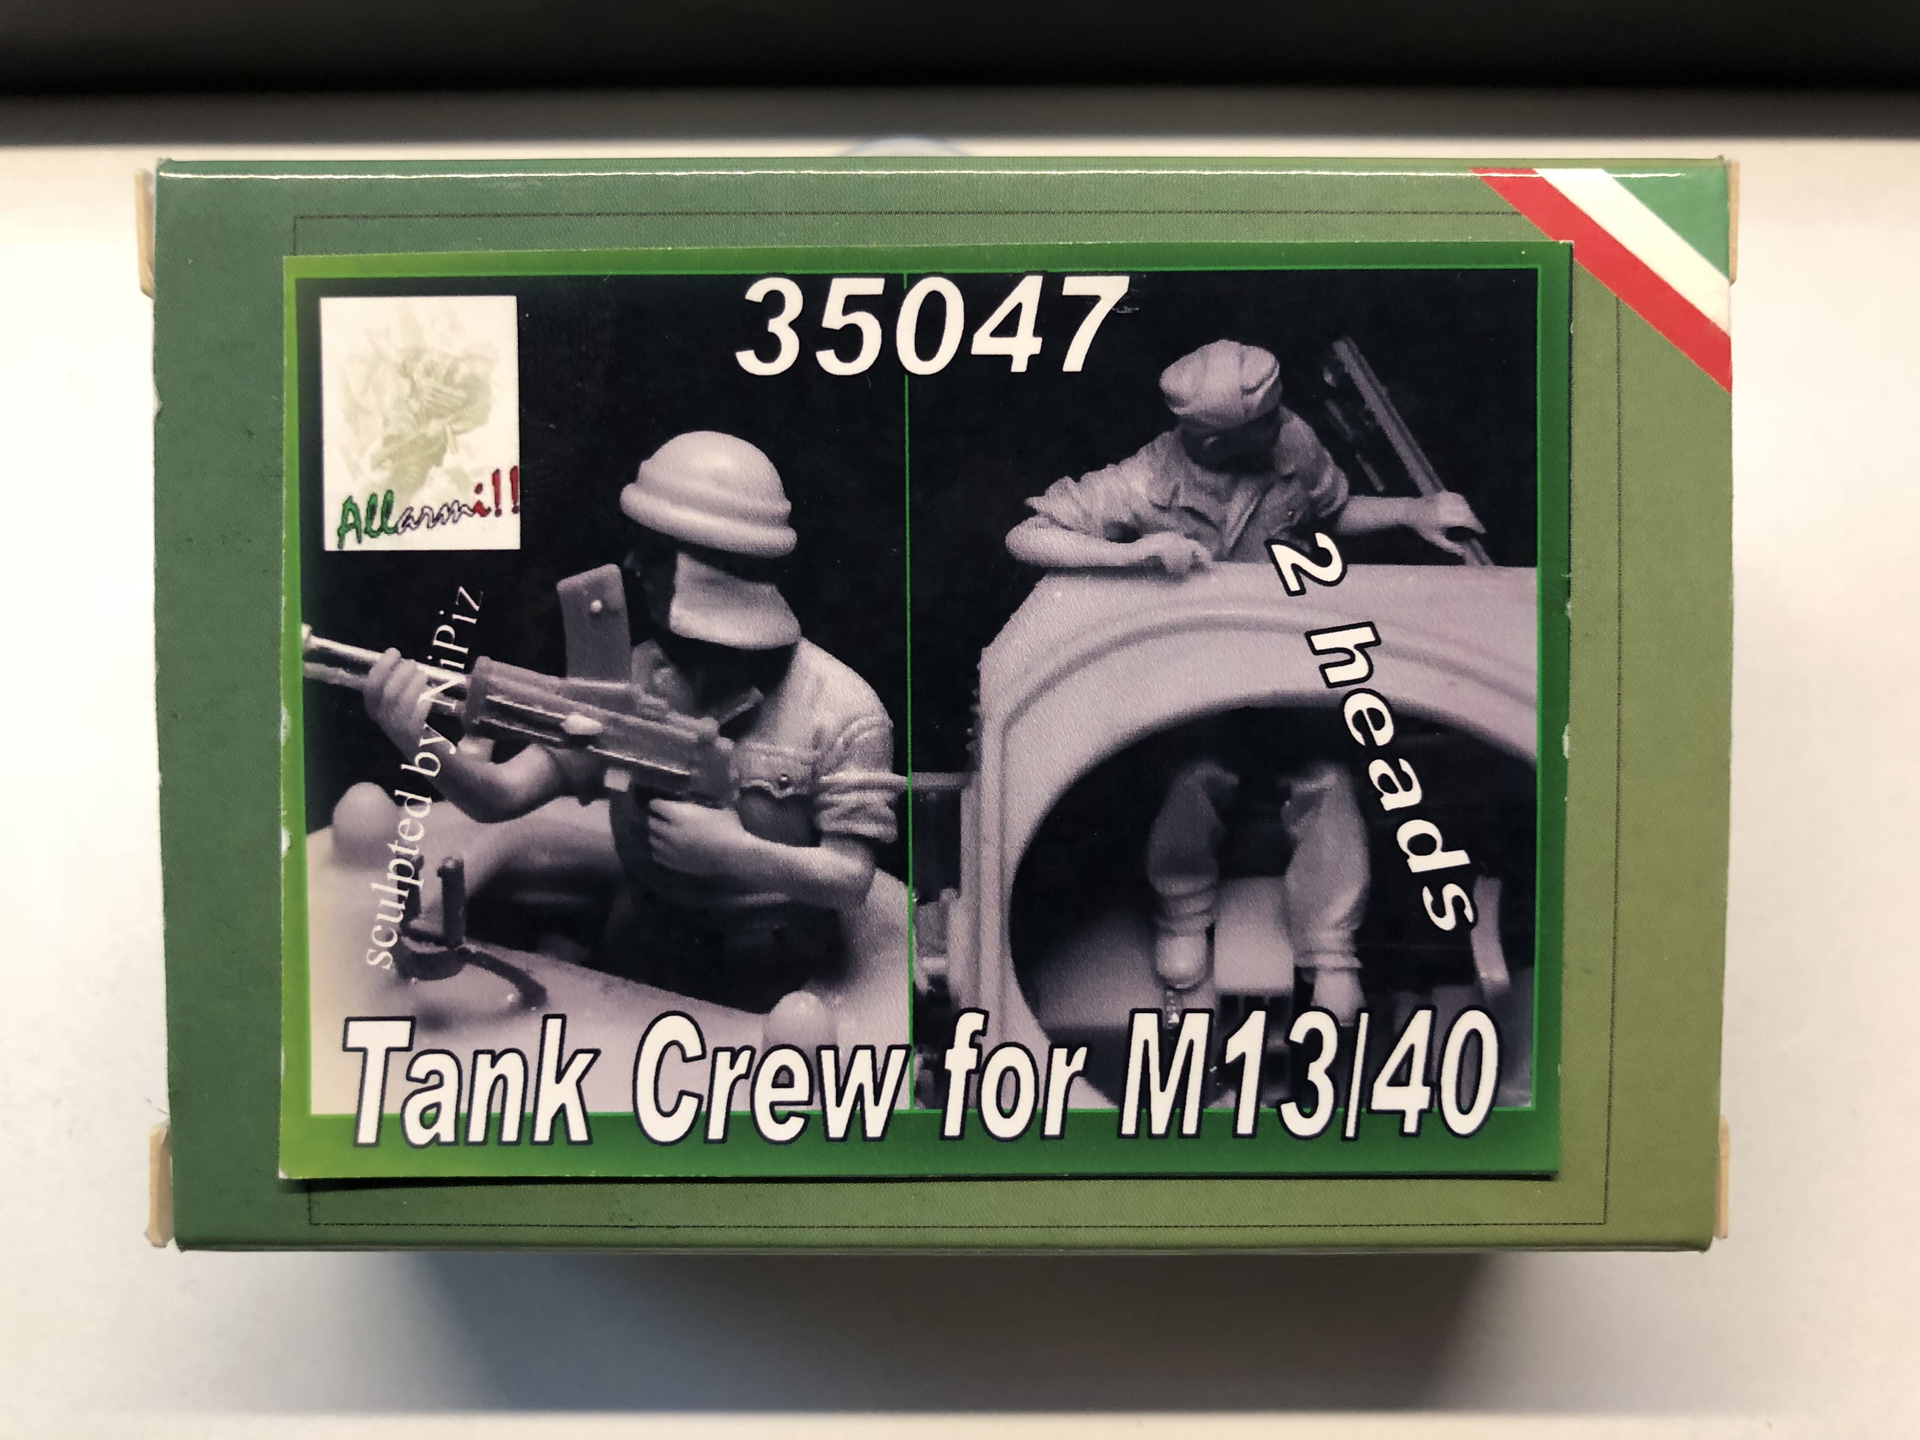 35047
Allarmi!!
sculpted by NiPiz
2 heads
Tank Crew for M13/40